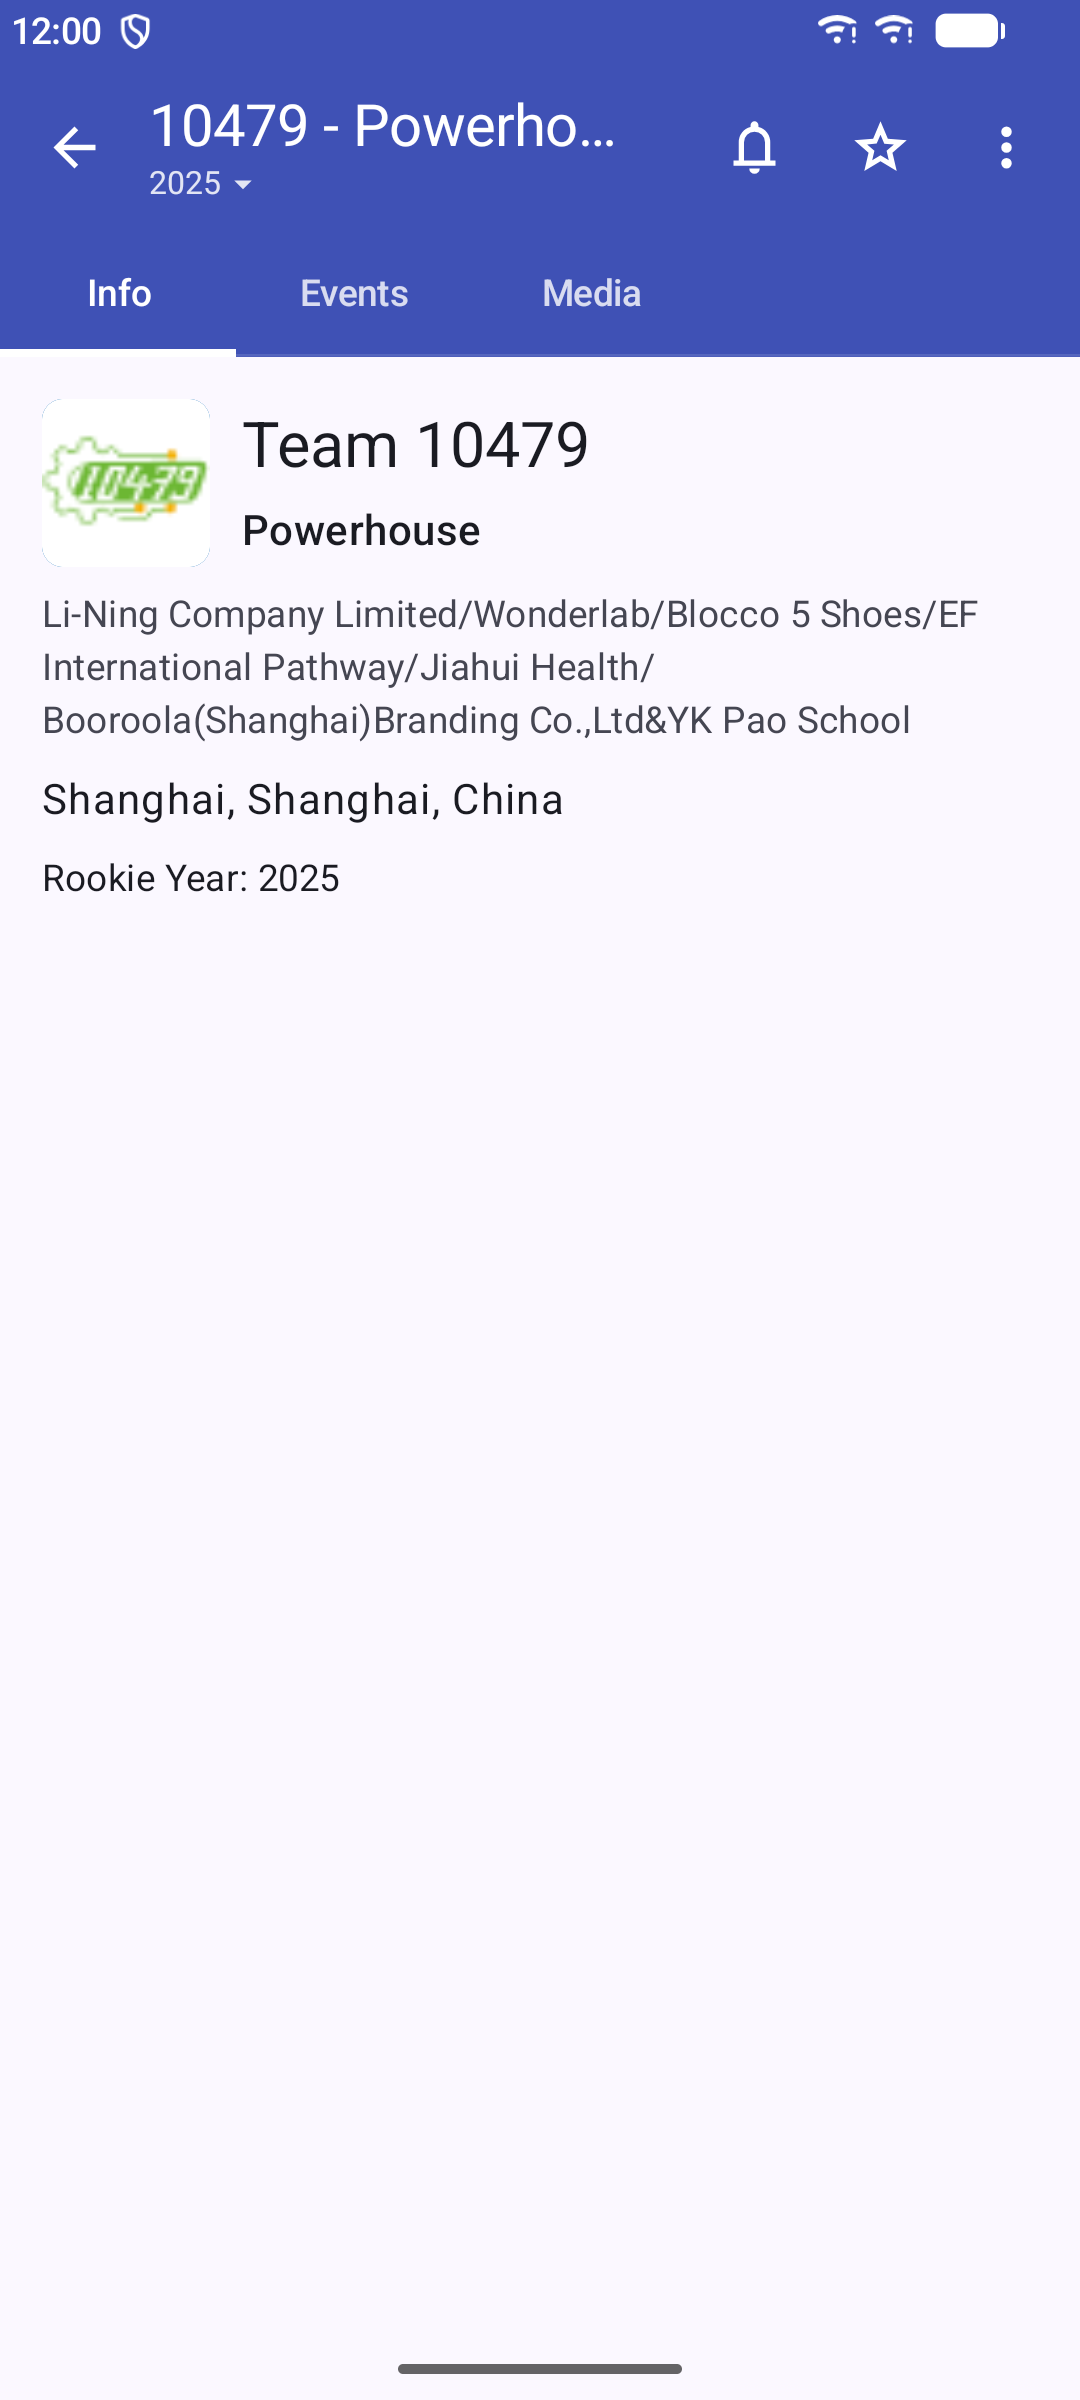 12:00
10479 - Powerho...
2025
Info Events Media
10479
Team 10479
Powerhouse
Li-Ning Company Limited/Wonderlab/Blocco 5 Shoes/EF
International Pathway/Jiahui Health/
Booroola(Shanghai)Branding Co.,Ltd&YK Pao School
Shanghai, Shanghai, China
Rookie Year: 2025